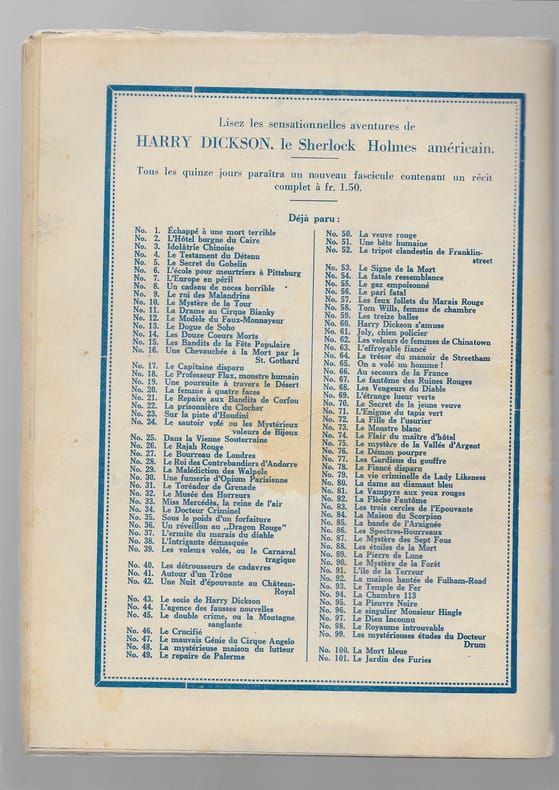 Lisez les sensationnelles aventures de
HARRY DICKSON, le Sherlock Holmes américain.
Tous les quinze jours paraîtra un nouveau fascicule contenant un récit
complet à fr. 1.50.
Déjà paru :
No. 1. Échappé à une mort terrible
No. 2. L'Hôtel borgne du Caire
No. 3. Idolâtrie Chinoise
No. 4. Le Testament du Détenu
No. 5. Le Secret du Gobelin
No. 6. L'école pour meurtriers à Pittsburg
No. 7. L'Europe en péril
No. 8. Un cadeau de noces horrible
No. 9. Le roi des Malandrins
No. 10. Le Mystère de la Tour
No. 11. La Drame au Cirque Bianky
No. 12. Le Modèle du Faux-Monnayeur
No. 13. Le Dogue de Soho
No. 14. Les Douze Coeurs Morts
No. 15. Les Bandits de la Fête Populaire
No. 16. Une Chevauchée à la Mort par le
St. Gothard
No. 17. Le Capitaine disparu
No. 18. Le Professeur Flax, monstre humain
No. 19. Une poursuite à travers le Désert
No. 20. La femme à quatre faces
No. 21. Le Repaire aux Bandits de Corfou
No. 22. La prisonnière du Clocher
No. 23. Sur la piste d'Houdini
No. 24. Le sautoir volé ou les Mystérieux
voleurs de Bijoux
No. 25. Dans la Vienne Souterraine
No. 26. Le Rajah Rouge
No. 27. Le Bourreau de Londres
No. 28. Le Roi des Contrebandiers d'Andorre
No. 29. La Malédiction des Walpole
No. 30. Une fumerie d'Opium Parisienne
No. 31. Le Toréador de Grenade
No. 32. Le Musée des Horreurs
No. 33. Miss Mercédès, la reine de l'air
No. 34. Le Docteur Criminel
No. 35. Sous le poids d'un forfaiture
No. 36. Un réveillon au „Dragon Rouge"
No. 37. L'ermite du marais du diable
No. 38. L'Intrigante démasquée
No. 39. Les voleurs volés, ou le Carnaval
tragique
No. 40. Les détrousseurs de cadavres
No. 41. Autour d'un Trône
No. 42. Une Nuit d'épouvante au Château-
Royal
No. 43. Le sosie de Harry Dickson
No. 44. L'agence des fausses nouvelles
No. 45. Le double crime, ou la Montagne
sanglante
No. 46. Le Crucifié
No. 47. Le mauvais Génie du Cirque Angelo
No. 48. La mystérieuse maison du lutteur
No. 49. Le repaire de Palerme
No. 50. La veuve rouge
No. 51. Une bête humaine
No. 52. Le tripot clandestin de Franklin-
street
No. 53. Le Signe de la Mort
No. 54. La fatale ressemblance
No. 55. Le gaz empoisonné
No. 56. Le pari fatal
No. 57. Les feux follets du Marais Rouge
No. 58. Tom Wills, femme de chambre
No. 59. Les treize balles
No. 60. Harry Dickson s'amuse
No. 61. Joly, chien policier
No. 62. Les voleurs de femmes de Chinatown
No. 63. L'effroyable fiancé
No. 64. Le trésor du manoir de Streetham
No. 65. On a volé un homme !
No. 66. Au secours de la France
No. 67. Le fantôme des Ruines Rouges
No. 68. Les Vengeurs du Diable
No. 69. L'étrange lueur verte
No. 70. Le Secret de la jeune veuve
No. 71. L'Enigme du tapis vert
No. 72. La Fille de l'usurier
No. 73. Le Monstre blanc
No. 74. Le Flair du maître d'hôtel
No. 75. Le mystère de la Vallée d'Argent
No. 76. Le Démon pourpre
No. 77. Les Gardiens du gouffre
No. 78. Le Fiancé disparu
No. 79. La vie criminelle de Lady Likeness
No. 80. La dame au diamant bleu
No. 81. Le Vampyre aux yeux rouges
No. 82. La Flèche Fantôme
No. 83. Les trois cercles de l'Epouvante
No. 84. La Maison du Scorpion
No. 85. La bande de l'Araignée
No. 86. Les Spectres-Bourreaux
No. 87. Le Mystère des Sept Fous
No. 88. Les étoiles de la Mort
No. 89. La Pierre de Lune
No. 90. Le Mystère de la Forêt
No. 91. L'île de la Terreur
No. 92. La maison hantée de Fulham-Road
No. 93. Le Temple de Fer
No. 94. La Chambre 113
No. 95. La Pieuvre Noire
No. 96. Le singulier Monsieur Hingle
No. 97. Le Dieu Inconnu
No. 98. Le Royaume introuvable
No. 99. Les mystérieuses études du Docteur
Drum
No. 100. La Mort bleue
No. 101. Le Jardin des Furies